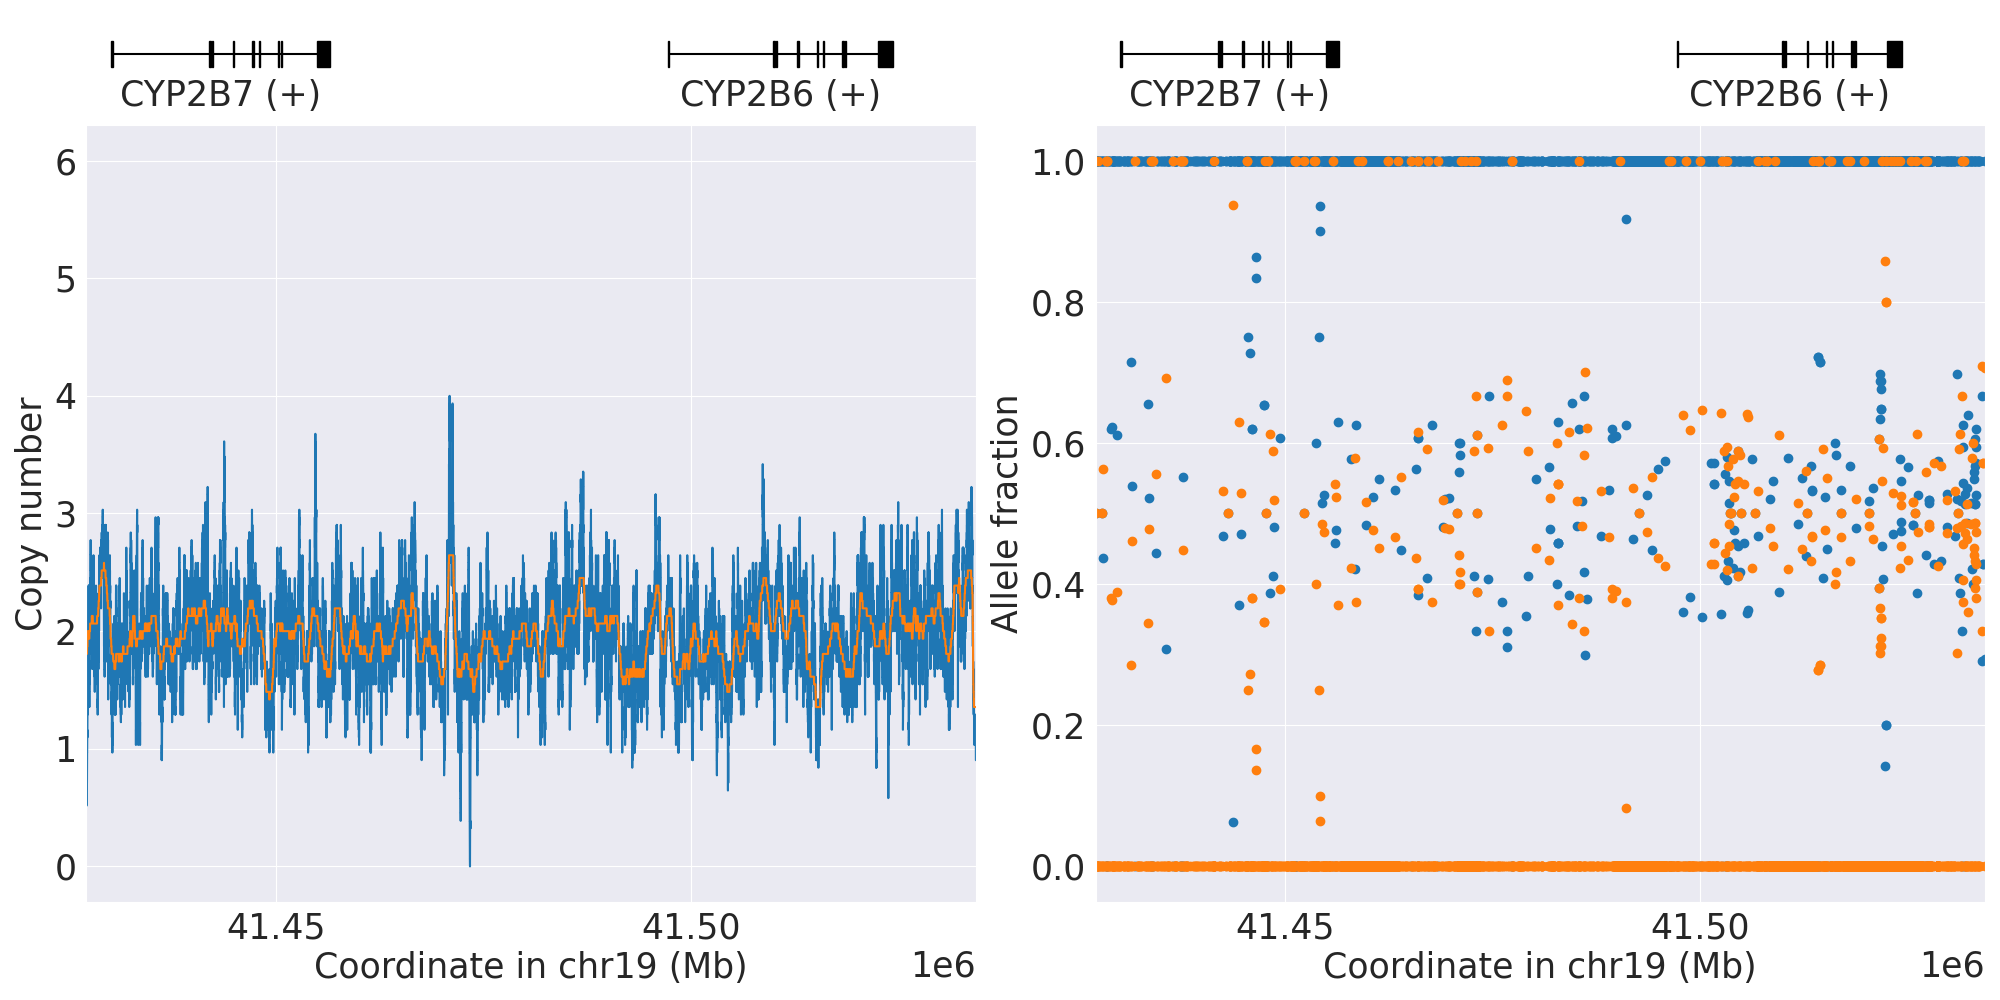 CYP2B7 (+)
CYP2B6 (+)
CYP2B7 (+)
CYP2B6 (+)
Copy number
6
5
4
3
2
1
0
41.45
41.50
Coordinate in chr19 (Mb)
1e6
Allele fraction
1.0
0.8
0.6
0.4
0.2
0.0
41.45
41.50
Coordinate in chr19 (Mb)
1e6